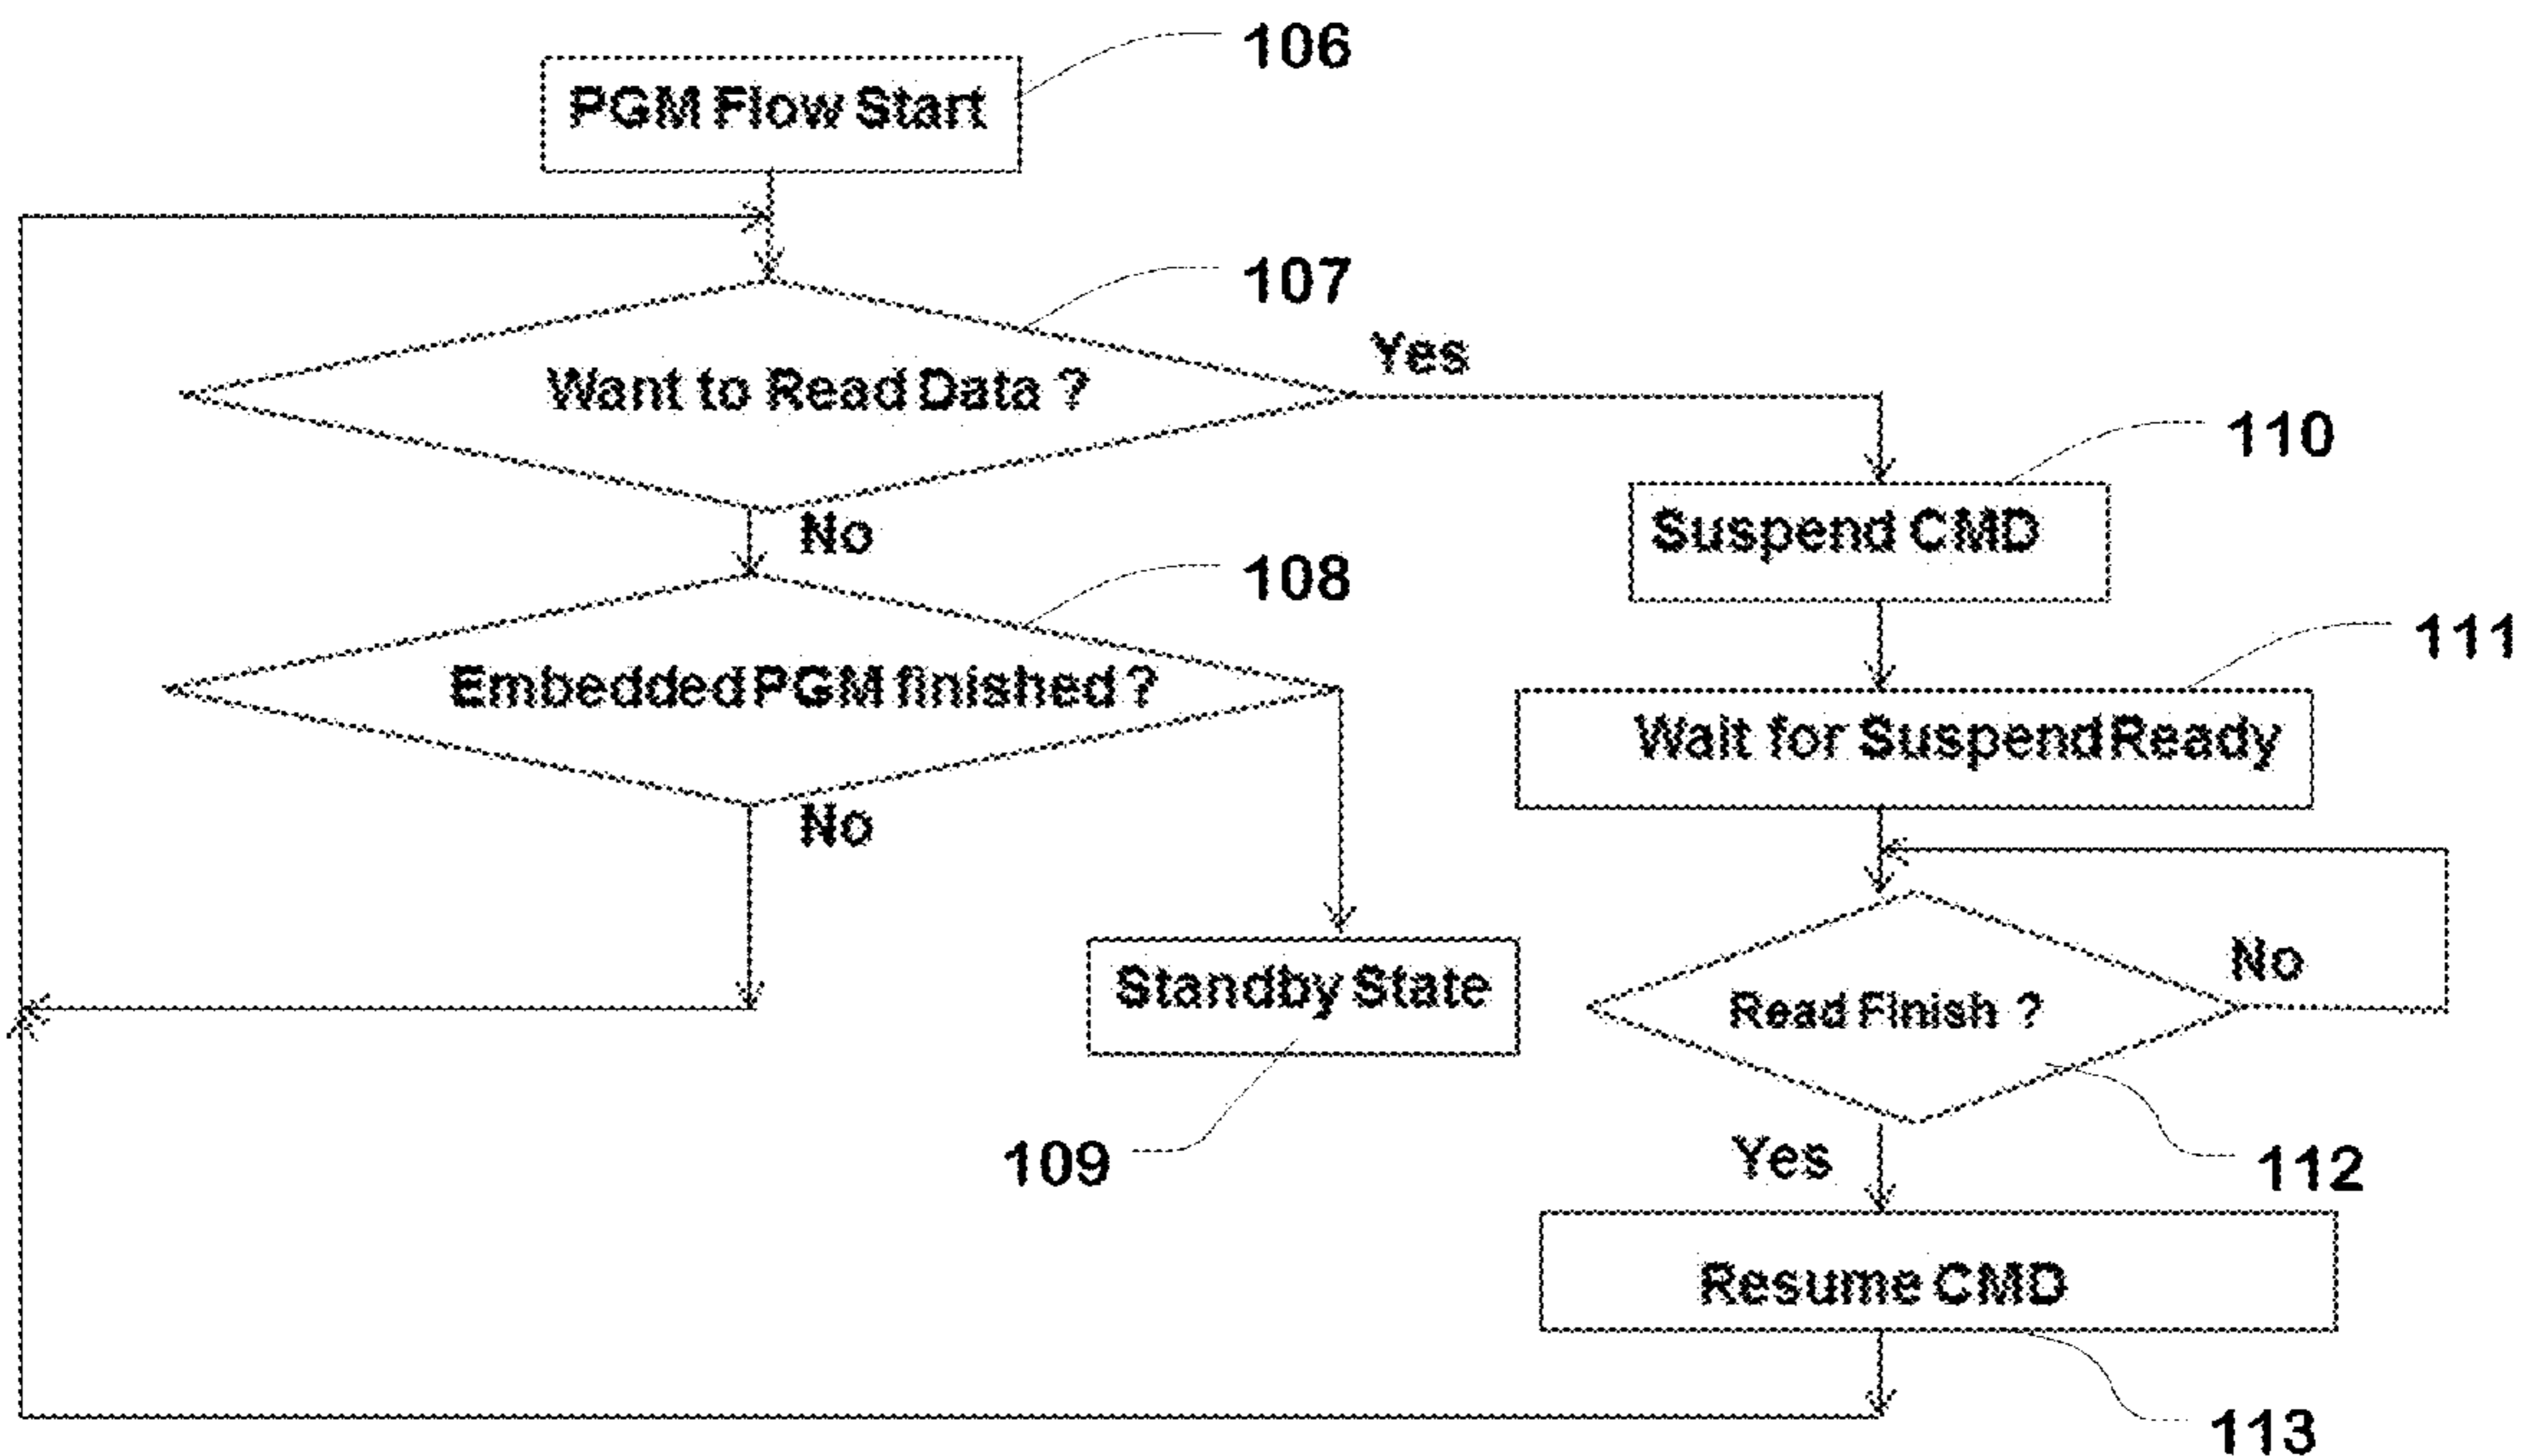 106
PGM Flow Start
107
Want to Read Data ?
Yes
110
Suspend CMD
No
108
111
Embedded PGM finished ?
Wait for Suspend Ready
No
No
Standby State
Read Finish ?
109
Yes
112
Resume CMD
113